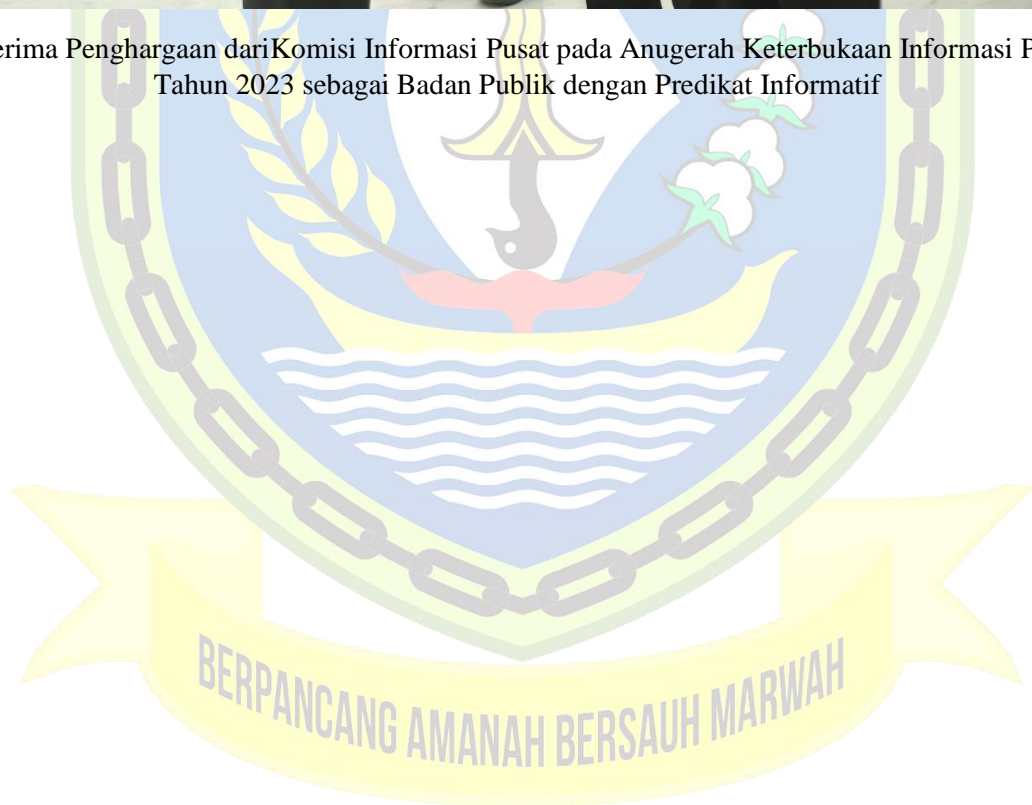 erima Penghargaan dariKomisi Informasi Pusat pada Anugerah Keterbukaan Informasi P
Tahun 2023 sebagai Badan Publik dengan Predikat Informatif
BERPANCANG AMANAH BERSAUH MARWAH